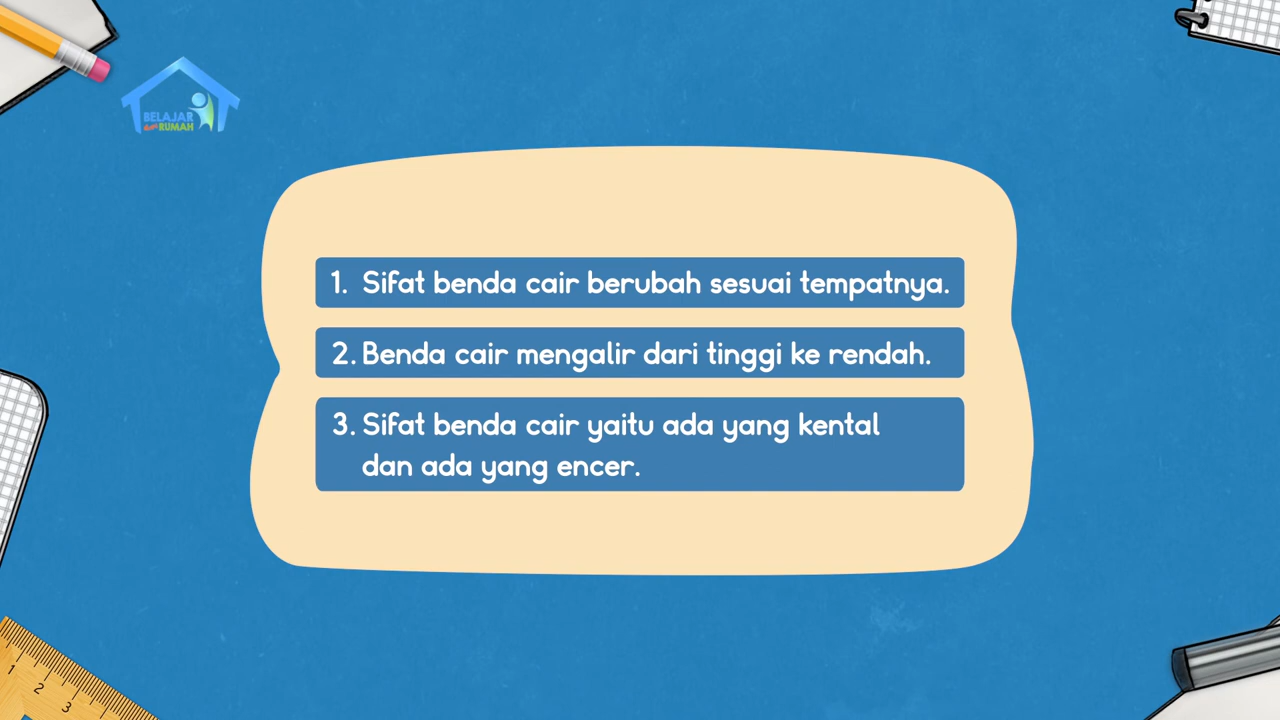 BELAJAR
dari RUMAH
1. Sifat benda cair berubah sesuai tempatnya.
2. Benda cair mengalir dari tinggi ke rendah.
3. Sifat benda cair yaitu ada yang kental
dan ada yang encer.
1
2
3